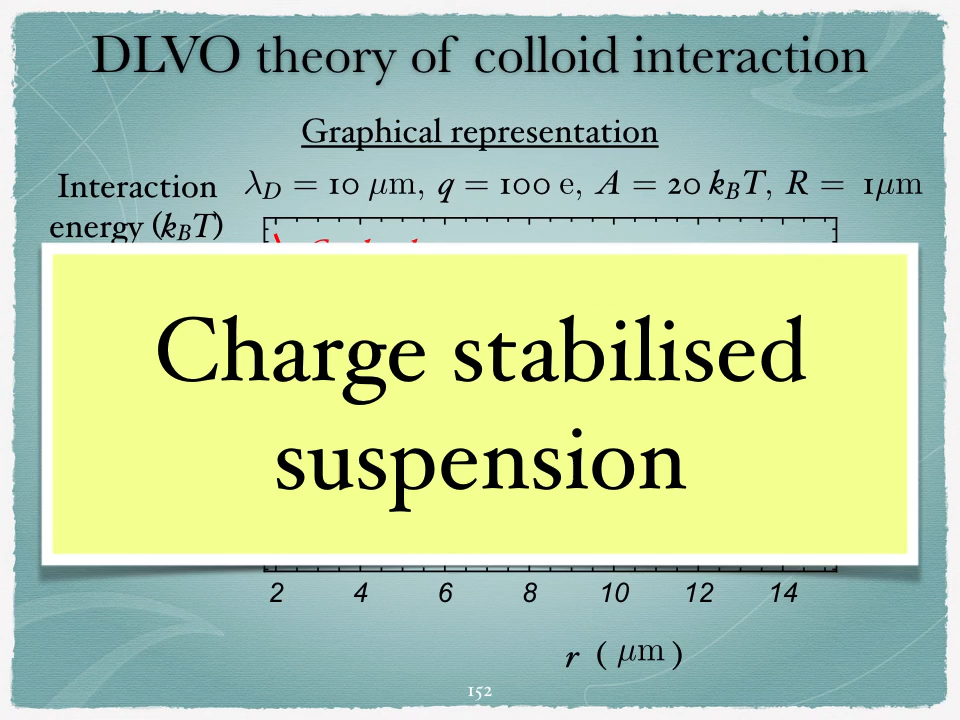 DLVO theory of colloid interaction
Graphical representation
λ_D = 10 μm, q = 100 e, A = 20 k_BT, R = 1μm
Interaction
energy (k_BT)
Charge stabilised
suspension
2 4 6 8 10 12 14
r ( μm )
152